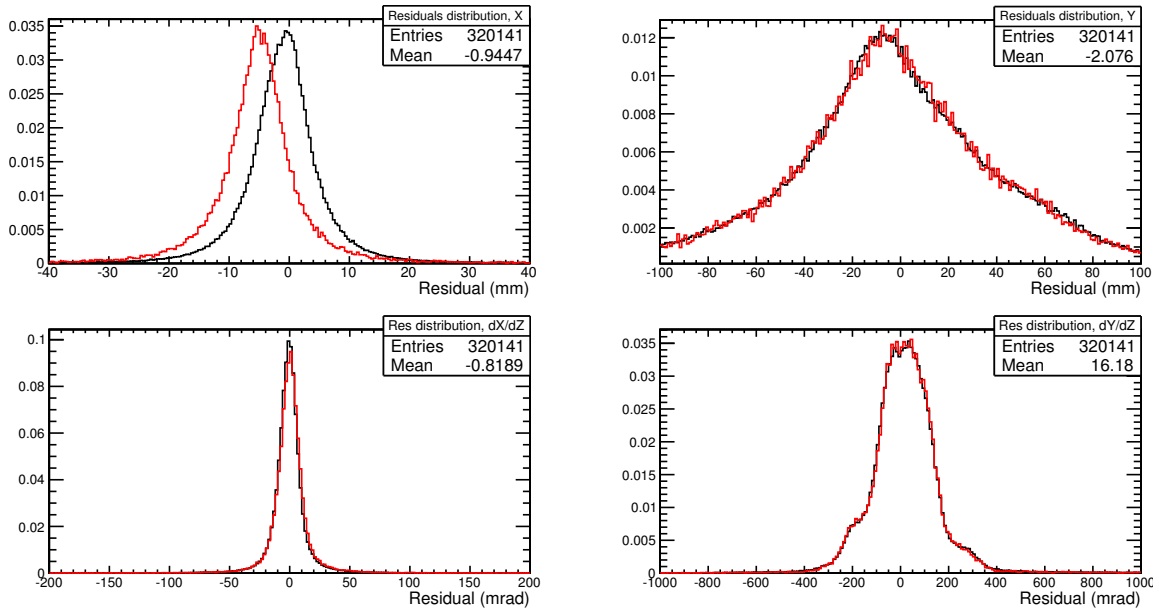 Residuals distribution, X
Entries 320141
Mean -0.9447
0.035
0.03
0.025
0.02
0.015
0.01
0.005
0
-40 -30 -20 -10 0 10 20 30 40
Residual (mm)
Residuals distribution, Y
Entries 320141
Mean -2.076
0.012
0.01
0.008
0.006
0.004
0.002
-100 -80 -60 -40 -20 0 20 40 60 80 100
Residual (mm)
Res distribution, dX/dZ
Entries 320141
Mean -0.8189
0.1
0.08
0.06
0.04
0.02
0
-200 -150 -100 -50 0 50 100 150 200
Residual (mrad)
Res distribution, dY/dZ
Entries 320141
Mean 16.18
0.035
0.03
0.025
0.02
0.015
0.01
0.005
0
-1000 -800 -600 -400 -200 0 200 400 600 800 1000
Residual (mrad)